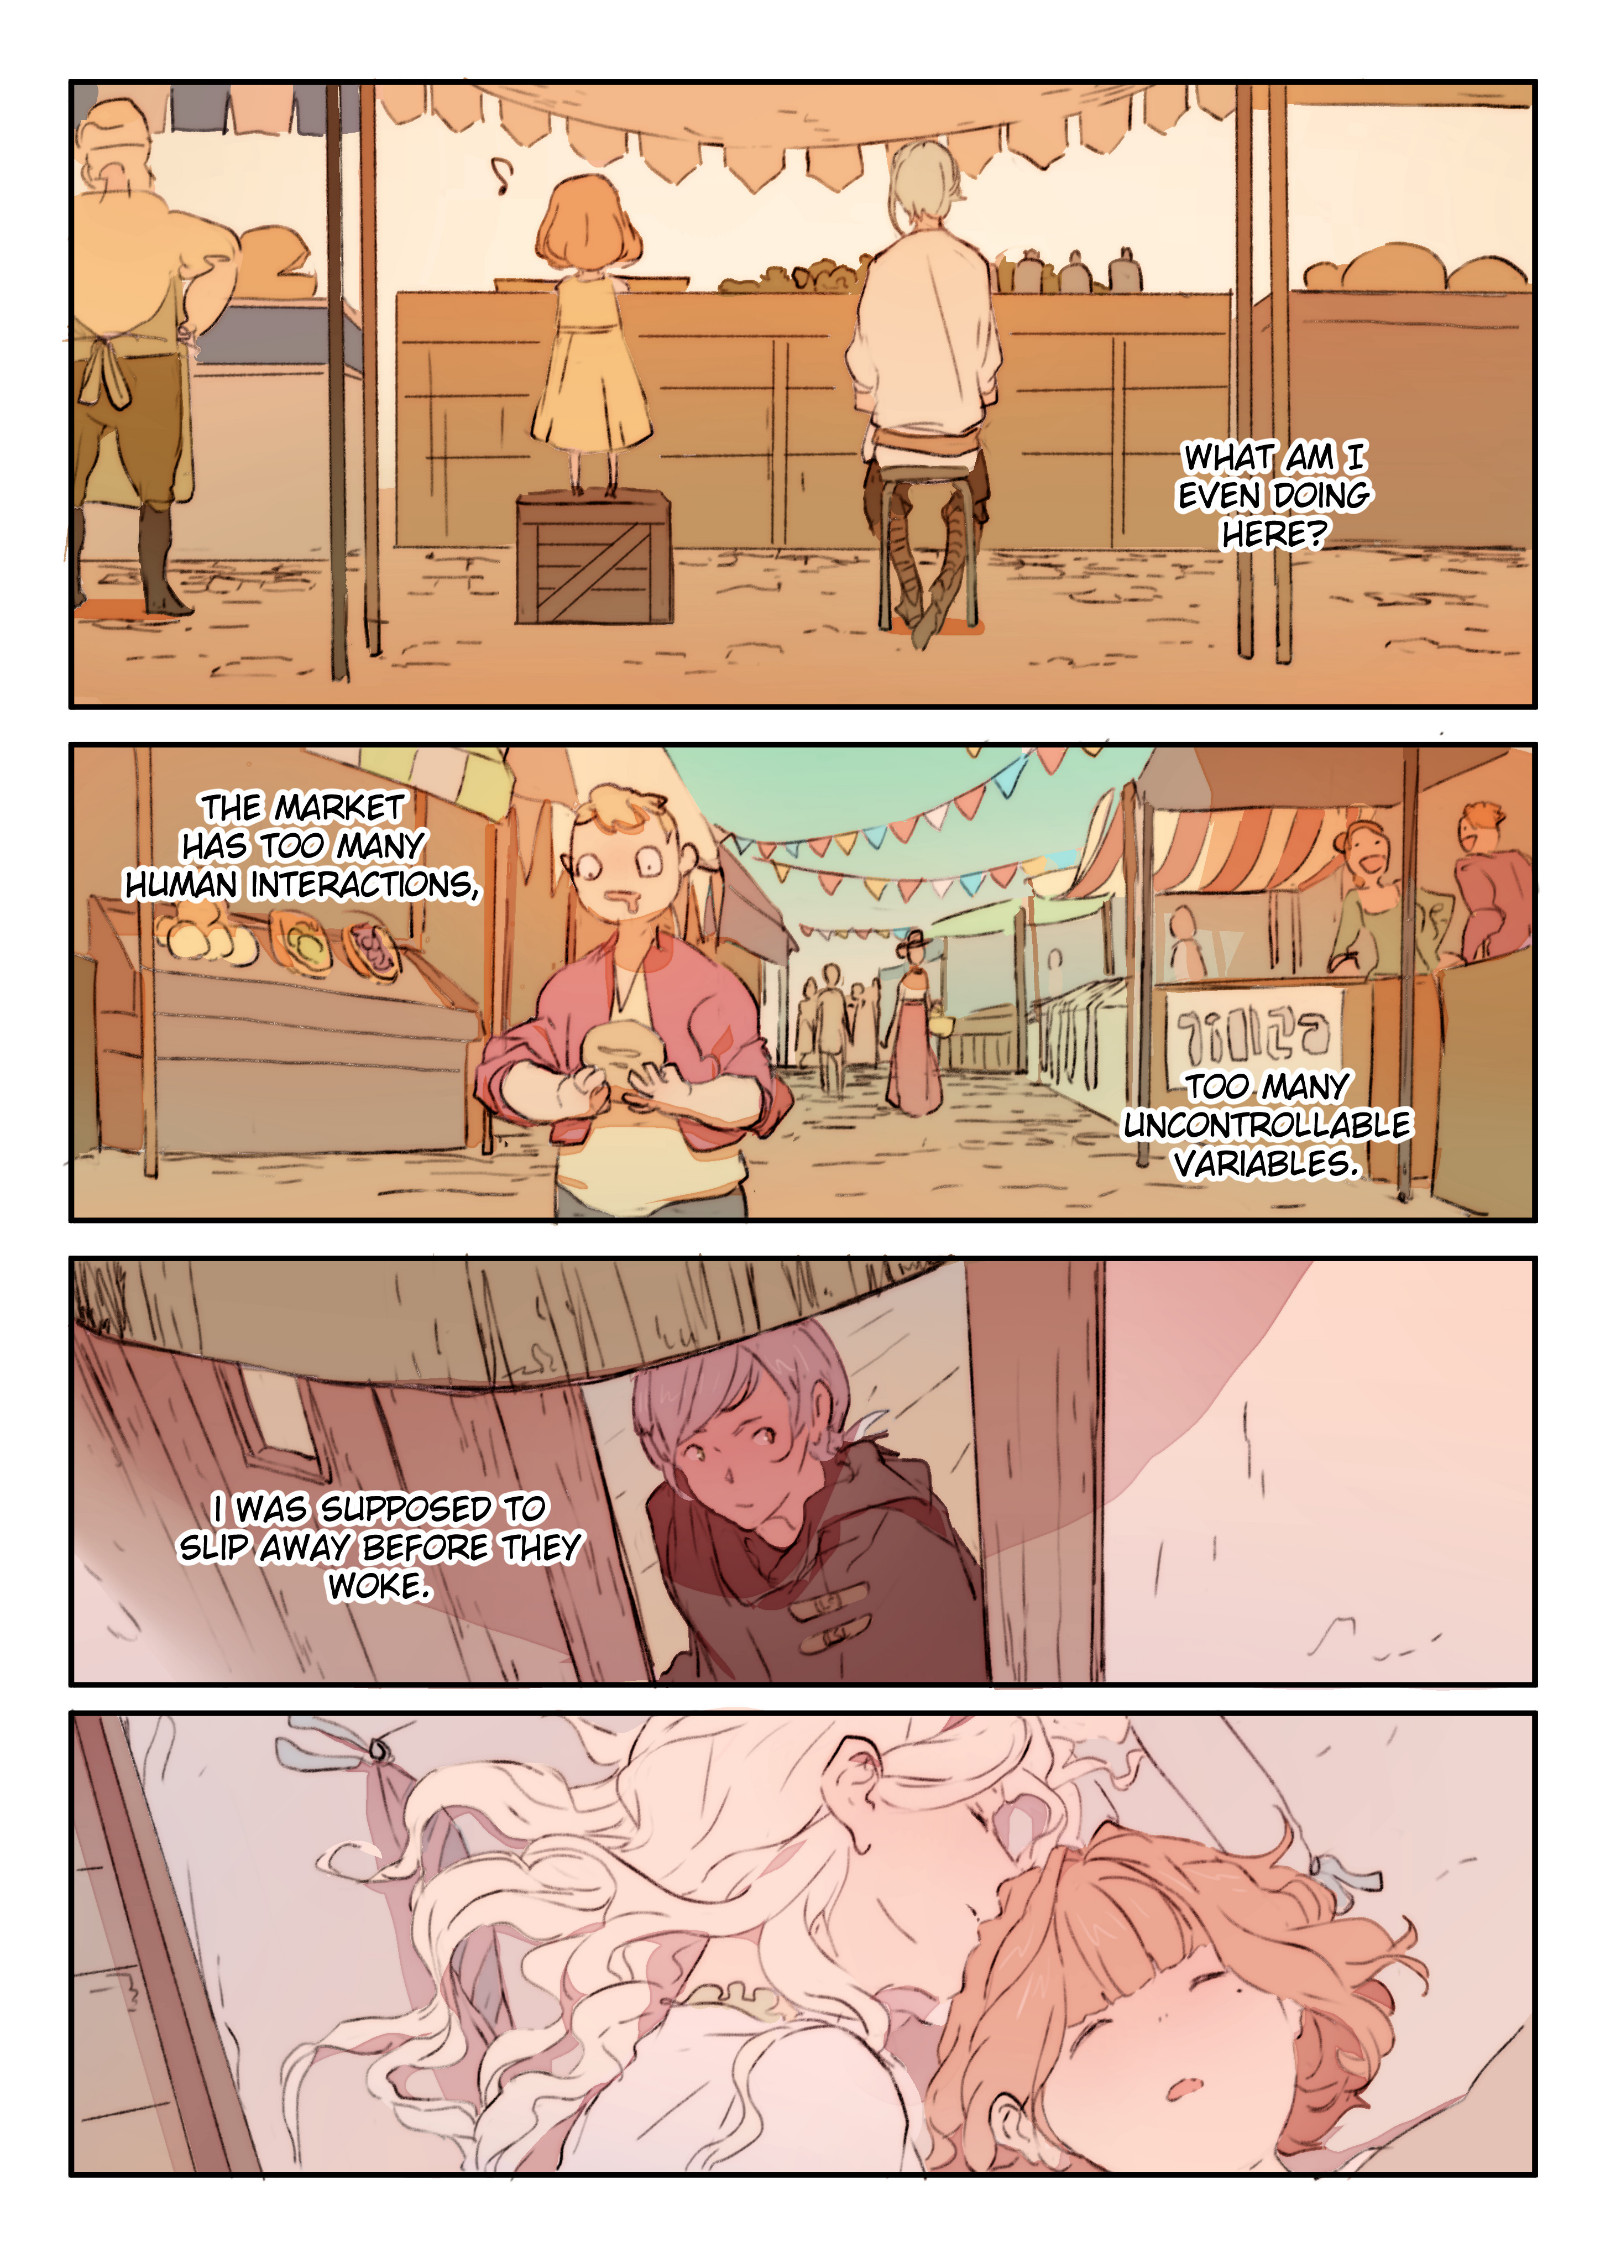 WHAT AM I
EVEN DOING
HERE?
THE MARKET
HAS TOO MANY
HUMAN INTERACTIONS,
TOO MANY
UNCONTROLLABLE
VARIABLES.
I WAS SUPPOSED TO
SLIP AWAY BEFORE THEY
WOKE.